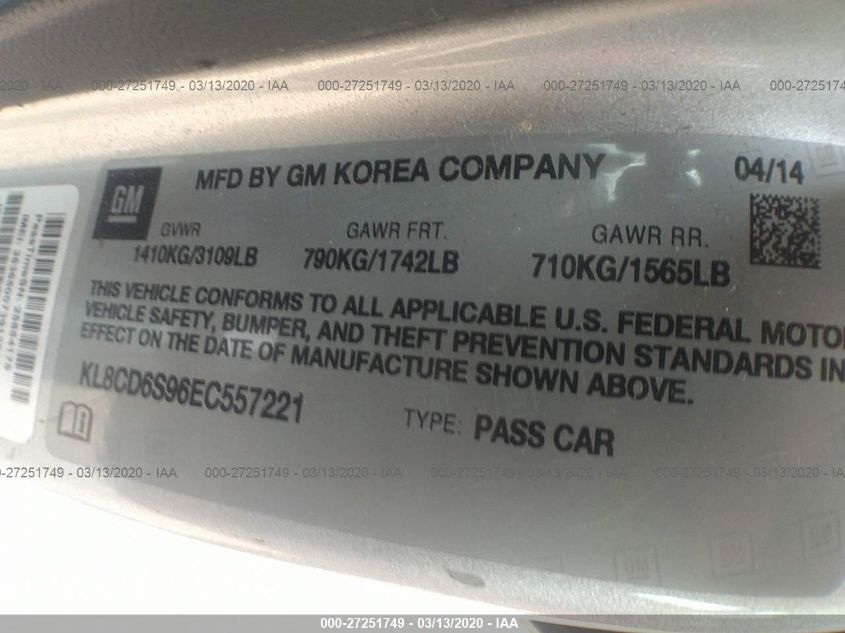 -2020 - IAA 000-27251749 - 03/13/2020 - IAA 000-27251749 - 03/13/2020 - IAA 000-27251749 - 03/13/2020 - IAA 000-27251749
GM
MFD BY GM KOREA COMPANY 04/14
GVWR GAWR FRT. GAWR RR.
1410KG/3109LB 790KG/1742LB 710KG/1565LB
THIS VEHICLE CONFORMS TO ALL APPLICABLE U.S. FEDERAL MOTOR
VEHICLE SAFETY, BUMPER, AND THEFT PREVENTION STANDARDS IN
EFFECT ON THE DATE OF MANUFACTURE SHOWN ABOVE.
KL8CD6S96EC557221
TYPE: PASS CAR
-27251749 - 03/13/2020 - IAA 000-27251749 - 03/13/2020 - IAA 000-27251749 - 03/13/2020 - IAA 000-27251749 - 03/13/2020
GM
GM
GM
000-27251749 - 03/13/2020 - IAA